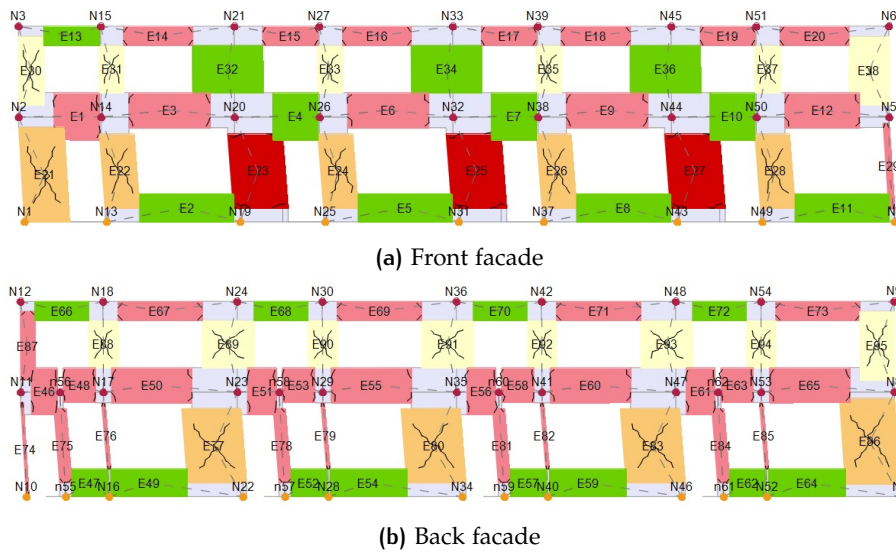 N3 N15 N21 N27 N33 N39 N45 N51 N6
E13 E14 E15 E16 E17 E18 E19 E20
E30 E31 E32 E33 E34 E35 E36 E37 E38
N2 N14 N20 N26 N32 N38 N44 N50 N5
E1 E3 E4 E6 E7 E9 E10 E12
E21 E22 E23 E24 E25 E26 E27 E28 E29
E2 E5 E8 E11
N1 N13 N19 N25 N31 N37 N43 N49
(a) Front facade
N12 N18 N24 N30 N36 N42 N48 N54
E66 E67 E68 E69 E70 E71 E72 E73
E87 E88 E89 E90 E91 E92 E93 E94 E95
N11 n56 N17 N23 n58 N29 N35 n60 N41 N47 n62 N53
E46 E48 E50 E51 E53 E55 E56 E58 E60 E61 E63 E65
E74 E75 E76 E77 E78 E79 E80 E81 E82 E83 E84 E85 E86
E47 E49 E52 E54 E57 E59 E62 E64
N10 n55 N16 N22 n57 N28 N34 n59 N40 N46 n61 N52
(b) Back facade